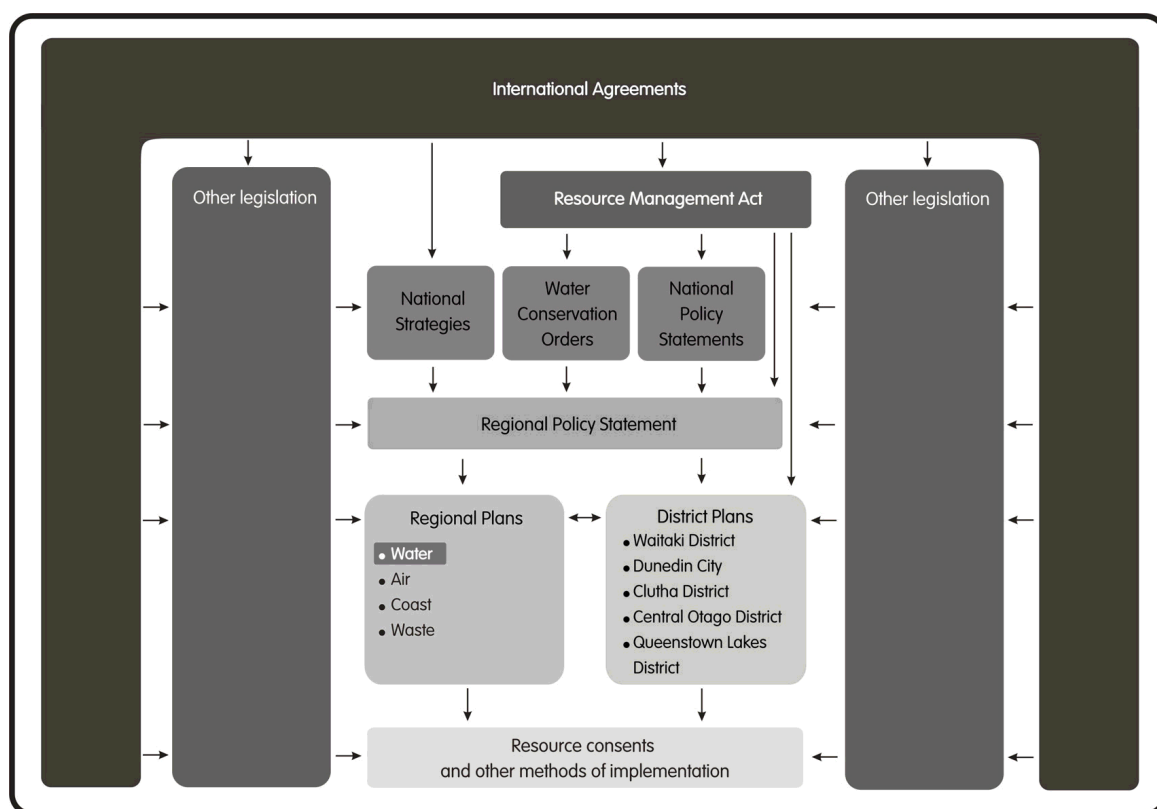 International Agreements
Other legislation
Resource Management Act
Other legislation
National
Strategies
Water
Conservation
Orders
National
Policy
Statements
Regional Policy Statement
Regional Plans
• Water
• Air
• Coast
• Waste
District Plans
• Waitaki District
• Dunedin City
• Clutha District
• Central Otago District
• Queenstown Lakes
District
Resource consents
and other methods of implementation